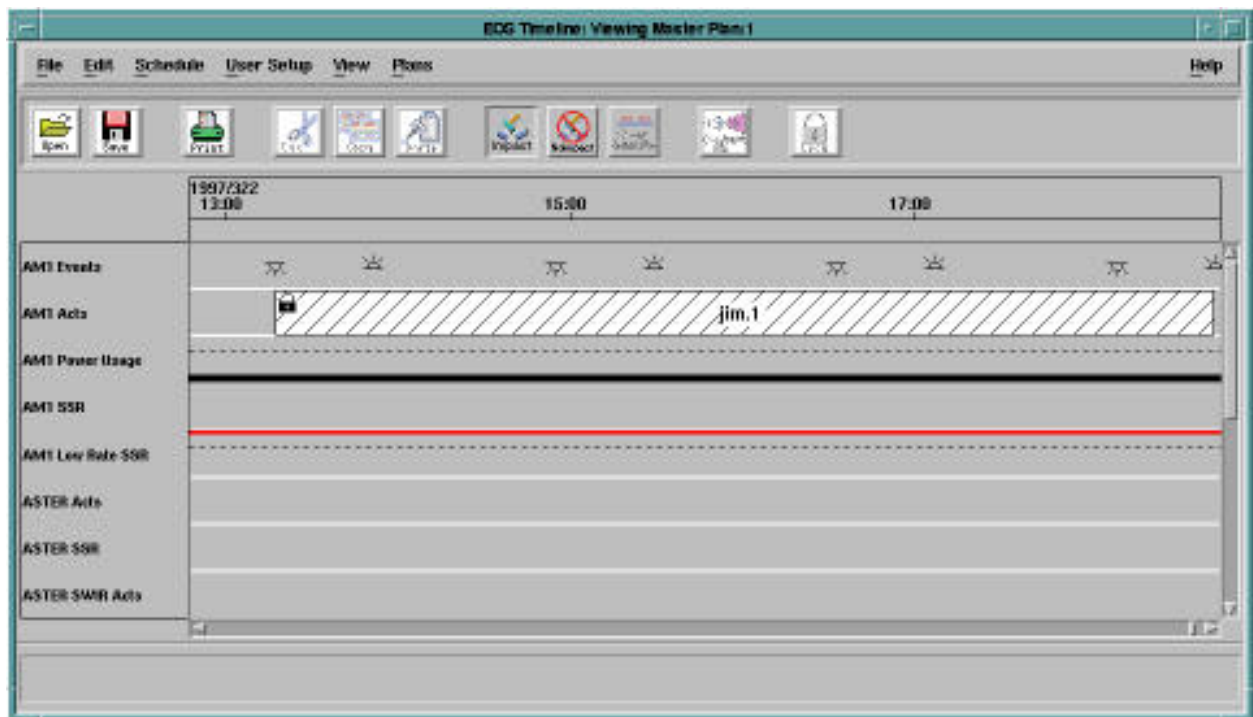 EOS Timeline: Viewing Master Plan:1
File Edit Schedule User Setup View Plans Help
Open Save Print Impact
1997/322
13:00 15:00 17:00
AM1 Events
AM1 Acts jim.1
AM1 Power Usage
AM1 SSR
AM1 Low Rate SSR
ASTER Acts
ASTER SSR
ASTER SWIR Acts